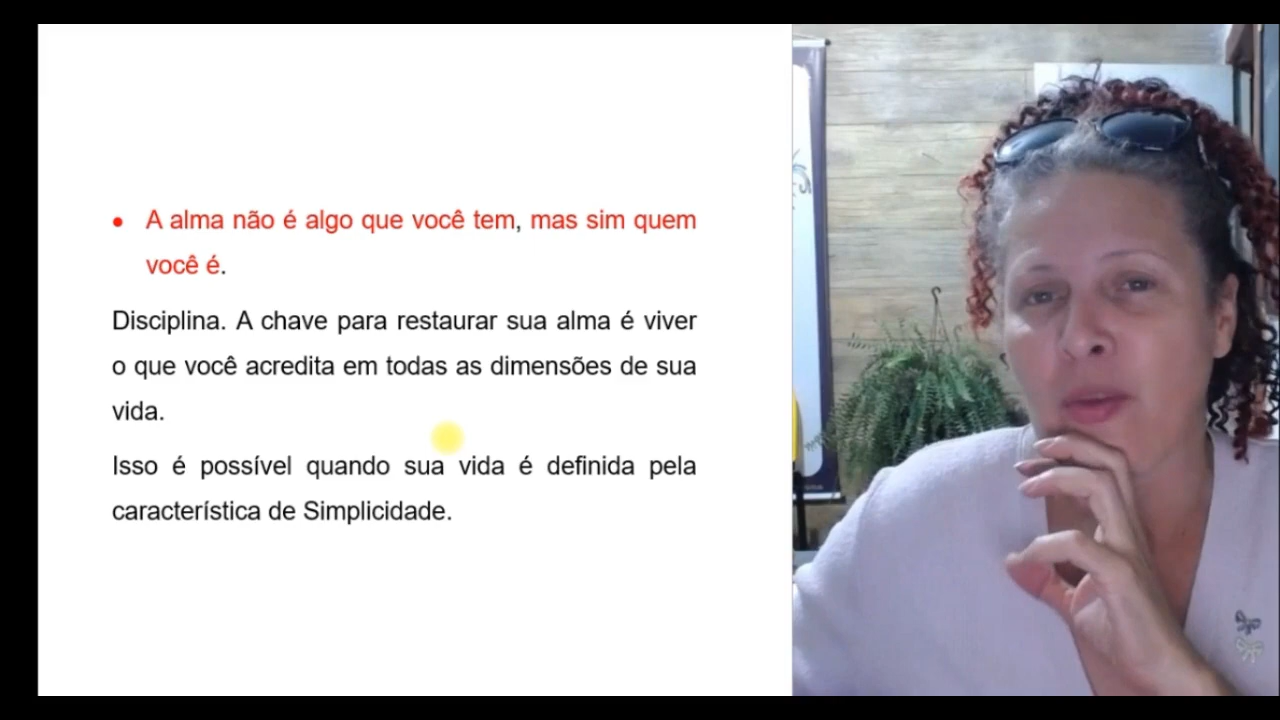 • A alma não é algo que você tem, mas sim quem
você é.
Disciplina. A chave para restaurar sua alma é viver
o que você acredita em todas as dimensões de sua
vida.
Isso é possível quando sua vida é definida pela
característica de Simplicidade.